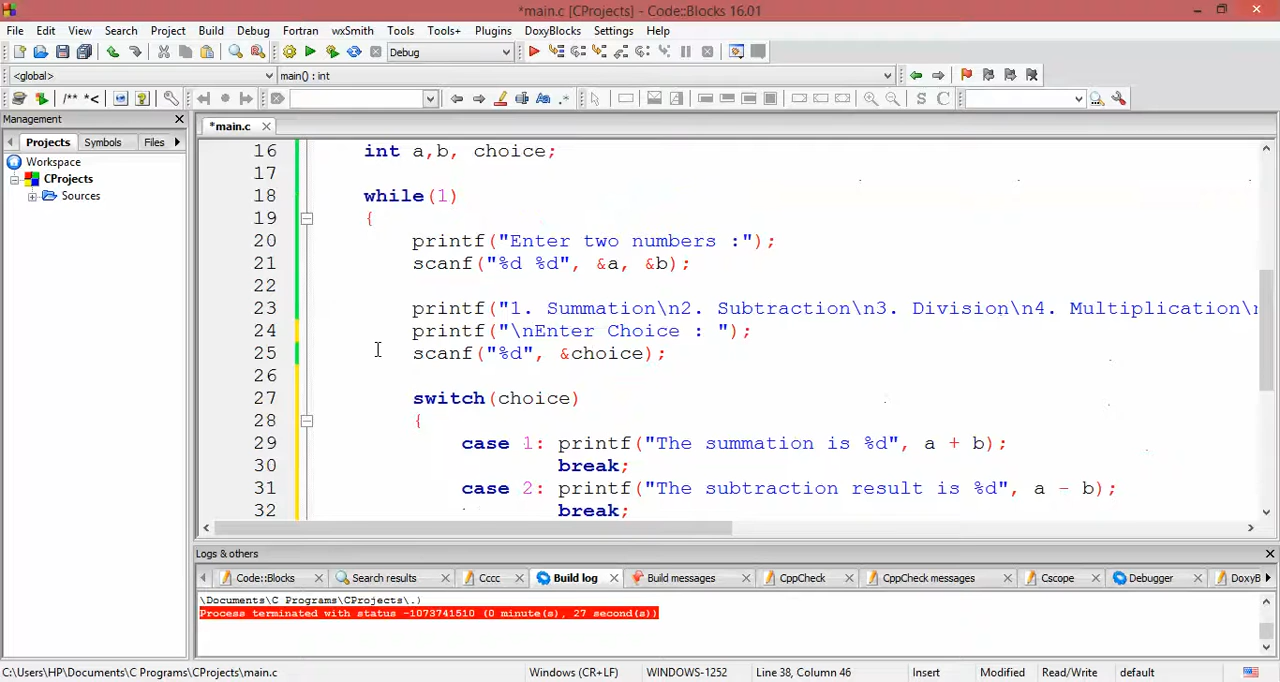 *main.c [CProjects] - Code::Blocks 16.01
File Edit View Search Project Build Debug Fortran wxSmith Tools Tools+ Plugins DoxyBlocks Settings Help
Debug
<global> main() : int
/** *< S C
Management
Projects Symbols Files
Workspace
CProjects
Sources
*main.c
16 int a,b, choice;
17
18 while(1)
19 {
20 printf("Enter two numbers :");
21 scanf("%d %d", &a, &b);
22
23 printf("1. Summation\n2. Subtraction\n3. Division\n4. Multiplication\
24 printf("\nEnter Choice : ");
25 scanf("%d", &choice);
26
27 switch(choice)
28 {
29 case 1: printf("The summation is %d", a + b);
30 break;
31 case 2: printf("The subtraction result is %d", a - b);
32 break;
Logs & others
Code::Blocks Search results Cccc Build log Build messages CppCheck CppCheck messages Cscope Debugger DoxyB
\Documents\C Programs\CProjects\.)
Process terminated with status -1073741510 (0 minute(s), 27 second(s))
C:\Users\HP\Documents\C Programs\CProjects\main.c Windows (CR+LF) WINDOWS-1252 Line 38, Column 46 Insert Modified Read/Write default